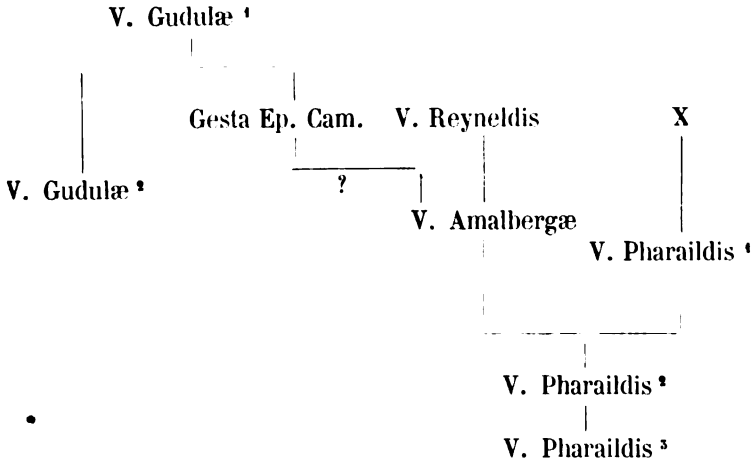 V. Gudulæ ¹
Gesta Ep. Cam. V. Reyneldis X
V. Gudulæ ²
?
V. Amalbergæ
V. Pharaildis ¹
V. Pharaildis ²
V. Pharaildis ³